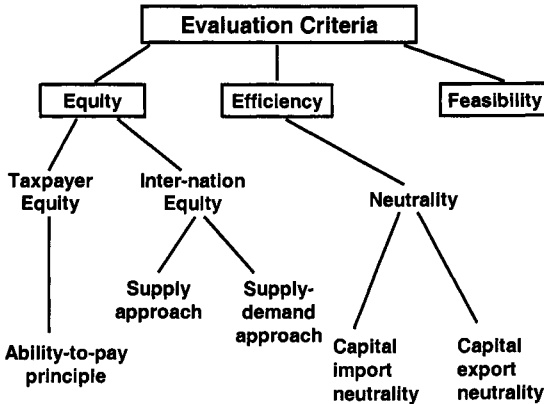 Evaluation Criteria
Equity
Efficiency
Feasibility
Taxpayer
Equity
Inter-nation
Equity
Neutrality
Supply
approach
Supply-
demand
approach
Ability-to-pay
principle
Capital
import
neutrality
Capital
export
neutrality